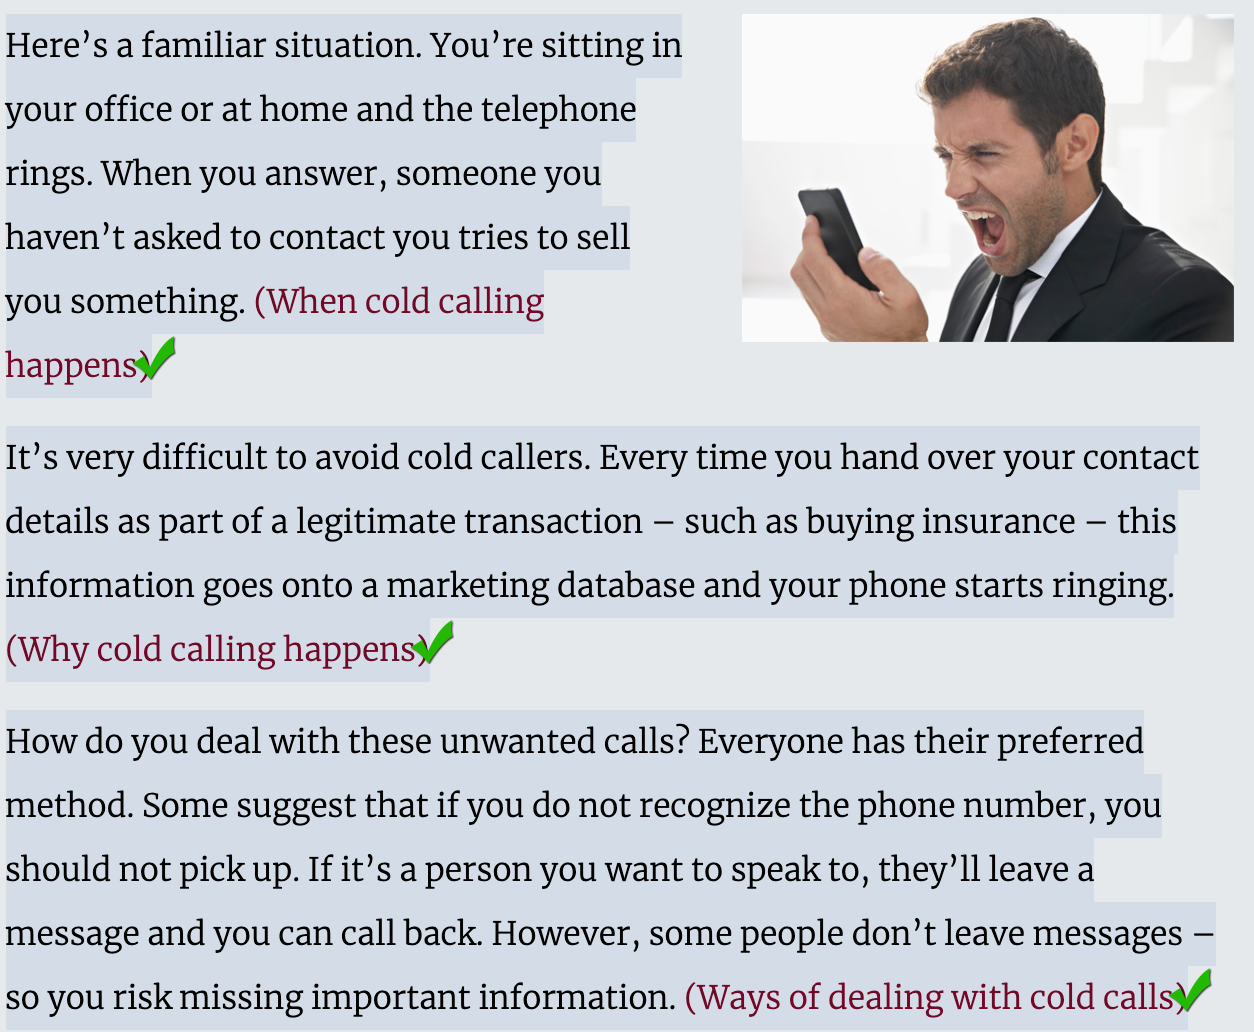 Here’s a familiar situation. You’re sitting in
your office or at home and the telephone
rings. When you answer, someone you
haven’t asked to contact you tries to sell
you something. (When cold calling
happens)
It’s very difficult to avoid cold callers. Every time you hand over your contact
details as part of a legitimate transaction – such as buying insurance – this
information goes onto a marketing database and your phone starts ringing.
(Why cold calling happens)
How do you deal with these unwanted calls? Everyone has their preferred
method. Some suggest that if you do not recognize the phone number, you
should not pick up. If it’s a person you want to speak to, they’ll leave a
message and you can call back. However, some people don’t leave messages –
so you risk missing important information. (Ways of dealing with cold calls)